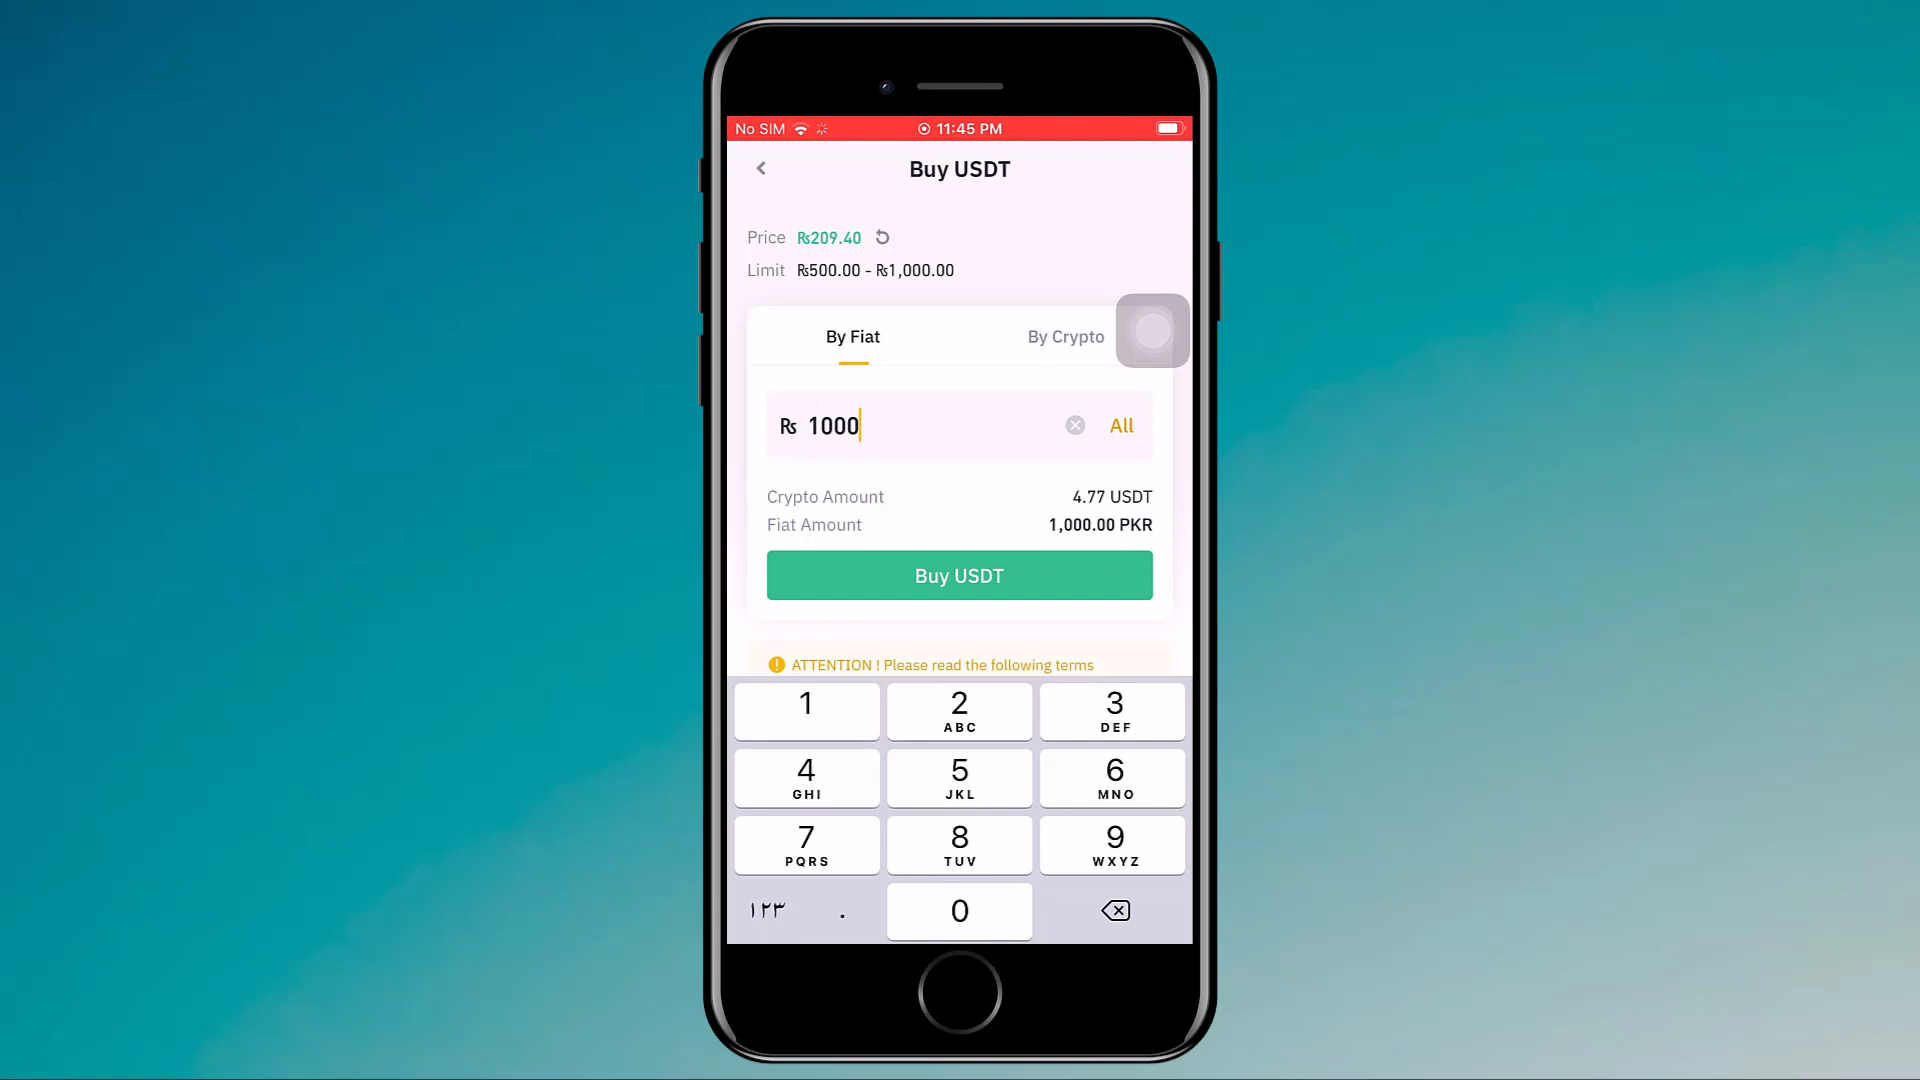 No SIM 11:45 PM
Buy USDT
Price ₨209.40
Limit ₨500.00 - ₨1,000.00
By Fiat By Crypto
₨ 1000 All
Crypto Amount 4.77 USDT
Fiat Amount 1,000.00 PKR
Buy USDT
ATTENTION ! Please read the following terms
1 2 3
ABC DEF
4 5 6
GHI JKL MNO
7 8 9
PQRS TUV WXYZ
١٢٣ . 0